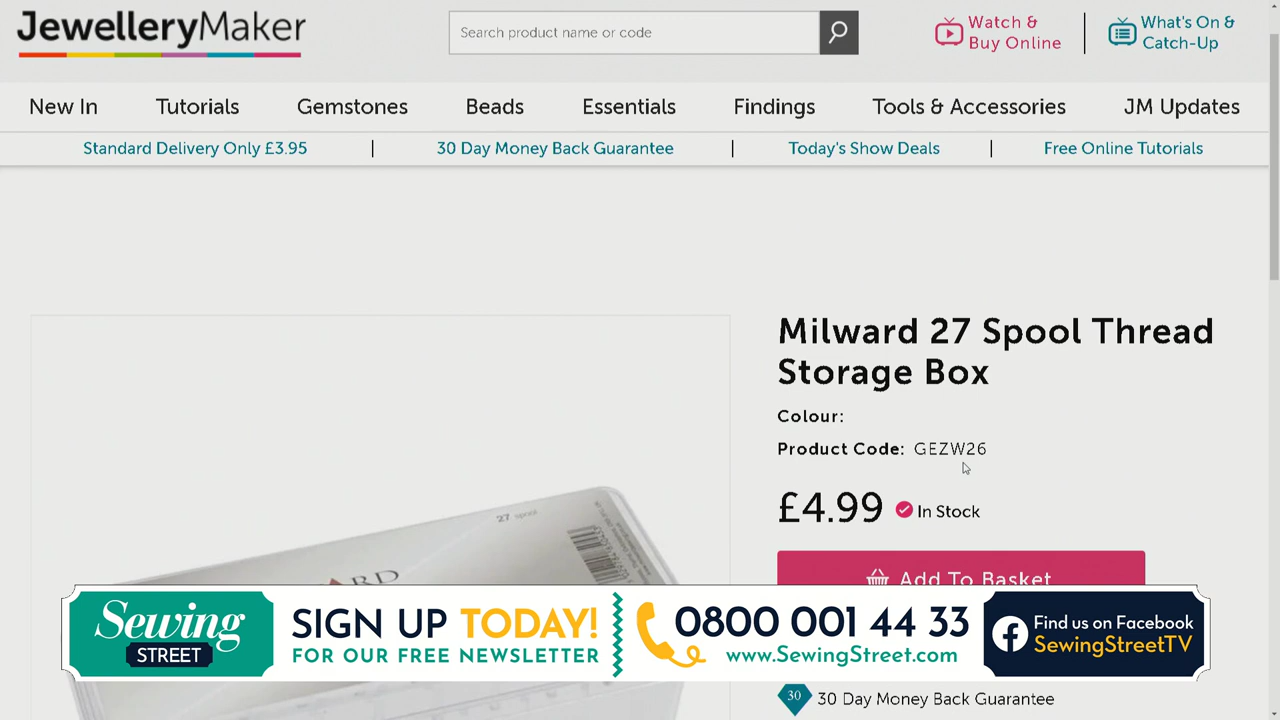 JewelleryMaker
Search product name or code
Watch &
Buy Online
What's On &
Catch-Up
New In
Tutorials
Gemstones
Beads
Essentials
Findings
Tools & Accessories
JM Updates
Standard Delivery Only £3.95
30 Day Money Back Guarantee
Today's Show Deals
Free Online Tutorials
Milward 27 Spool Thread
Storage Box
Colour:
Product Code: GEZW26
£4.99 In Stock
27 spool
Add To Basket
Sewing
STREET
SIGN UP TODAY!
FOR OUR FREE NEWSLETTER
0800 001 44 33
www.SewingStreet.com
Find us on Facebook
SewingStreetTV
30 30 Day Money Back Guarantee